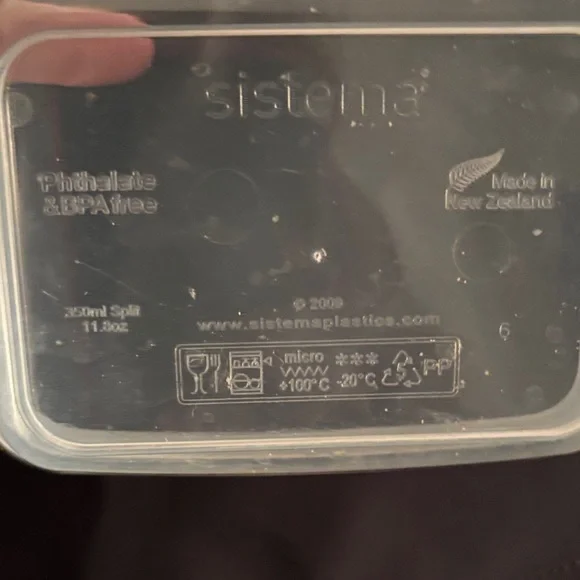 sistema®
Phthalate
& BPA free
Made in
New Zealand
350ml Split
11.8oz
© 2009
www.sistemaplastics.com
6
micro
+100°C
-20°C
5
PP